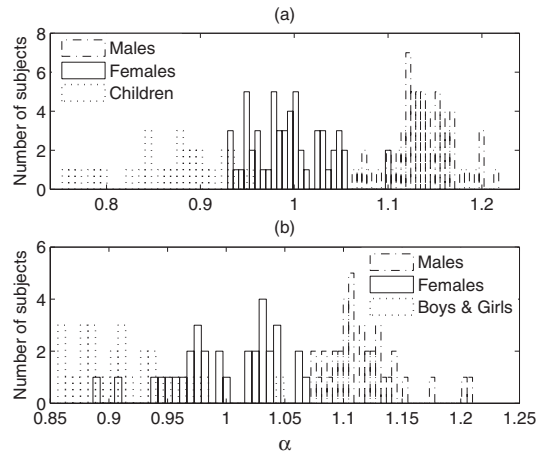 (a)
Number of subjects
8
6
4
2
0
Males
Females
Children
0.8
0.9
1
1.1
1.2
(b)
Number of subjects
6
4
2
0
Males
Females
Boys & Girls
0.85
0.9
0.95
1
1.05
1.1
1.15
1.2
1.25
α